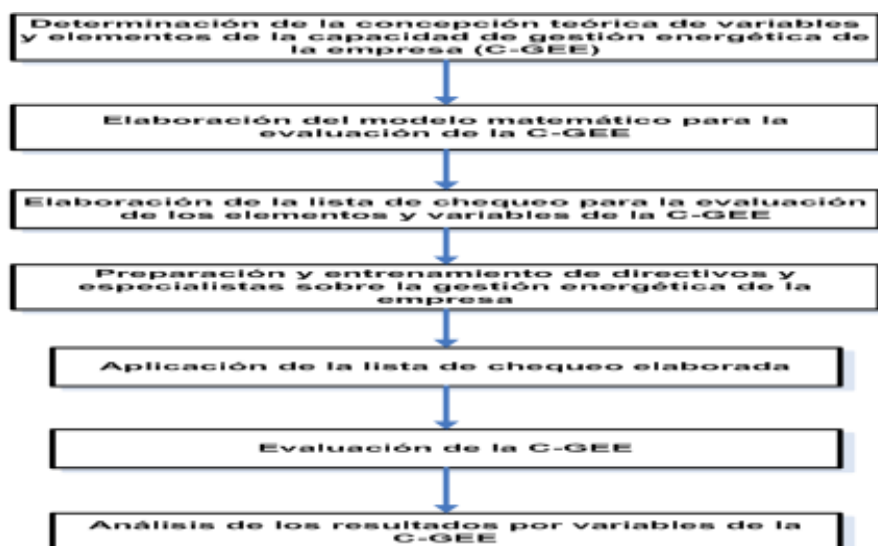 Determinación de la concepción teórica de variables
y elementos de la capacidad de gestión energética de
la empresa (C-GEE)
Elaboración del modelo matemático para la
evaluación de la C-GEE
Elaboración de la lista de chequeo para la evaluación
de los elementos y variables de la C-GEE
Preparación y entrenamiento de directivos y
especialistas sobre la gestión energética de la
empresa
Aplicación de la lista de chequeo elaborada
Evaluación de la C-GEE
Análisis de los resultados por variables de la
C-GEE